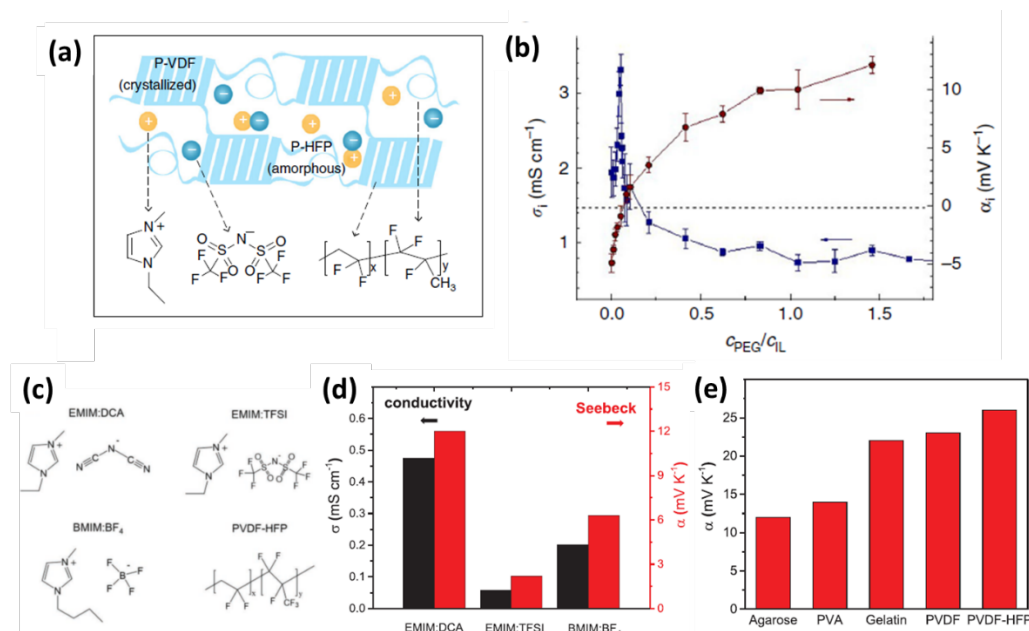 (a)
P-VDF
(crystallized)
P-HFP
(amorphous)
+
−
N−
O
O
S
S
O
O
F
F
F
F
F
F
N
N
+
x
y
F
F
F
F
F
CH3
(b)
σi (mS cm−1)
3
2
1
αi (mV K−1)
10
5
0
−5
0.0 0.5 1.0 1.5
cPEG/cIL
(c)
EMIM:DCA
EMIM:TFSI
BMIM:BF4
PVDF-HFP
(d)
conductivity
Seebeck
σ (mS cm−1)
0.6
0.5
0.4
0.3
0.2
0.1
0.0
α (mV K−1)
15
12
9
6
3
0
EMIM:DCA EMIM:TFSI BMIM:BF4
(e)
α (mV K−1)
25
20
15
10
5
0
Agarose PVA Gelatin PVDF PVDF-HFP